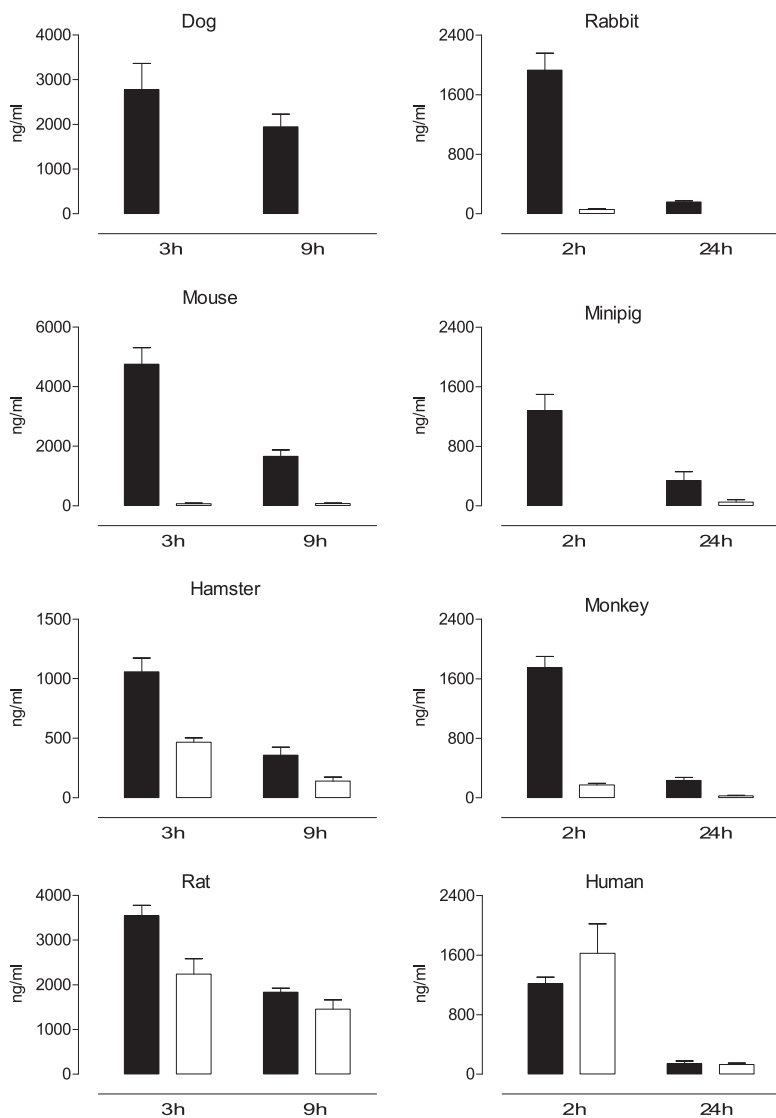 Dog
4000
3000
2000
1000
0
ng/ml
3h 9h
Rabbit
2400
1600
800
0
ng/ml
2h 24h
Mouse
6000
4000
2000
0
ng/ml
3h 9h
Minipig
2400
1600
800
0
ng/ml
2h 24h
Hamster
1500
1000
500
0
ng/ml
3h 9h
Monkey
2400
1600
800
0
ng/ml
2h 24h
Rat
4000
3000
2000
1000
0
ng/ml
3h 9h
Human
2400
1600
800
0
ng/ml
2h 24h